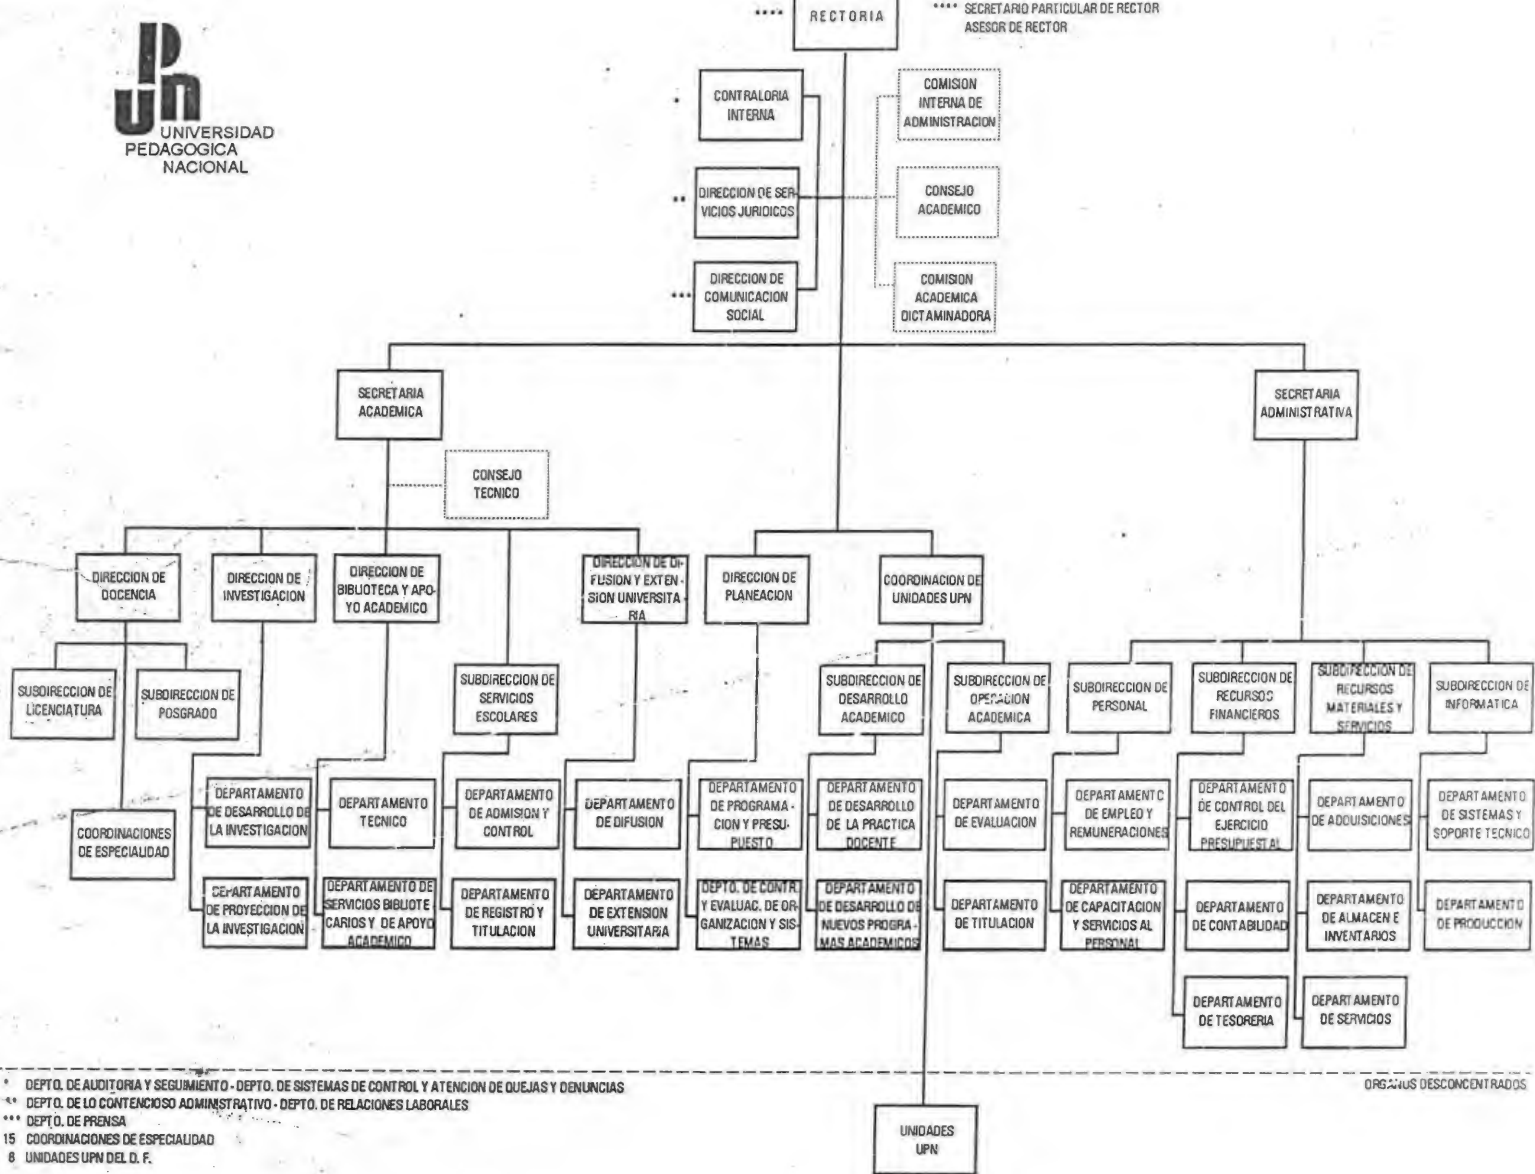 ****
RECTORIA
**** SECRETARIO PARTICULAR DE RECTOR
ASESOR DE RECTOR
UNIVERSIDAD
PEDAGOGICA
NACIONAL
*
CONTRALORIA
INTERNA
COMISION
INTERNA DE
ADMINISTRACION
**
DIRECCION DE SER-
VICIOS JURIDICOS
CONSEJO
ACADEMICO
***
DIRECCION DE
COMUNICACION
SOCIAL
COMISION
ACADEMICA
DICTAMINADORA
SECRETARIA
ACADEMICA
SECRETARIA
ADMINISTRATIVA
CONSEJO
TECNICO
DIRECCION DE
DOCENCIA
DIRECCION DE
INVESTIGACION
DIRECCION DE
BIBLIOTECA Y APO-
YO ACADEMICO
DIRECCION DE DI-
FUSION Y EXTEN-
SION UNIVERSITA-
RIA
DIRECCION DE
PLANEACION
COORDINACION DE
UNIDADES UPN
SUBDIRECCION DE
LICENCIATURA
SUBDIRECCION DE
POSGRADO
SUBDIRECCION DE
SERVICIOS
ESCOLARES
SUBDIRECCION DE
DESARROLLO
ACADEMICO
SUBDIRECCION DE
OPERACION
ACADEMICA
SUBDIRECCION DE
PERSONAL
SUBDIRECCION DE
RECURSOS
FINANCIEROS
SUBDIRECCION DE
RECURSOS
MATERIALES Y
SERVICIOS
SUBDIRECCION DE
INFORMATICA
COORDINACIONES
DE ESPECIALIDAD
DEPARTAMENTO
DE DESARROLLO DE
LA INVESTIGACION
DEPARTAMENTO
TECNICO
DEPARTAMENTO
DE ADMISION Y
CONTROL
DEPARTAMENTO
DE DIFUSION
DEPARTAMENTO
DE PROGRAMA-
CION Y PRESU-
PUESTO
DEPARTAMENTO
DE DESARROLLO
DE LA PRACTICA
DOCENTE
DEPARTAMENTO
DE EVALUACION
DEPARTAMENTO
DE EMPLEO Y
REMUNERACIONES
DEPARTAMENTO
DE CONTROL DEL
EJERCICIO
PRESUPUESTAL
DEPARTAMENTO
DE ADQUISICIONES
DEPARTAMENTO
DE SISTEMAS Y
SOPORTE TECNICO
DEPARTAMENTO
DE PROYECCION DE
LA INVESTIGACION
DEPARTAMENTO DE
SERVICIOS BIBLIOTE
CARIOS Y DE APOYO
ACADEMICO
DEPARTAMENTO
DE REGISTRO Y
TITULACION
DEPARTAMENTO
DE EXTENSION
UNIVERSITARIA
DEPTO. DE CONTR.
Y EVALUAC. DE OR-
GANIZACION Y SIS-
TEMAS
DEPARTAMENTO
DE DESARROLLO DE
NUEVOS PROGRA-
MAS ACADEMICOS
DEPARTAMENTO
DE TITULACION
DEPARTAMENTO
DE CAPACITACION
Y SERVICIOS AL
PERSONAL
DEPARTAMENTO
DE CONTABILIDAD
DEPARTAMENTO
DE ALMACEN E
INVENTARIOS
DEPARTAMENTO
DE PRODUCCION
DEPARTAMENTO
DE TESORERIA
DEPARTAMENTO
DE SERVICIOS
* DEPTO. DE AUDITORIA Y SEGUIMIENTO - DEPTO. DE SISTEMAS DE CONTROL Y ATENCION DE QUEJAS Y DENUNCIAS
** DEPTO. DE LO CONTENCIOSO ADMINISTRATIVO - DEPTO. DE RELACIONES LABORALES
*** DEPTO. DE PRENSA
15 COORDINACIONES DE ESPECIALIDAD
6 UNIDADES UPN DEL D. F.
ORGANOS DESCONCENTRADOS
UNIDADES
UPN